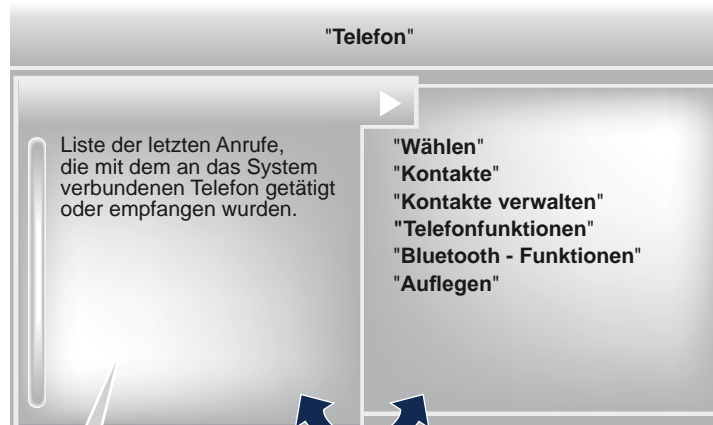 "Telefon"
Liste der letzten Anrufe,
die mit dem an das System
verbundenen Telefon getätigt
oder empfangen wurden.
"Wählen"
"Kontakte"
"Kontakte verwalten"
"Telefonfunktionen"
"Bluetooth - Funktionen"
"Auflegen"